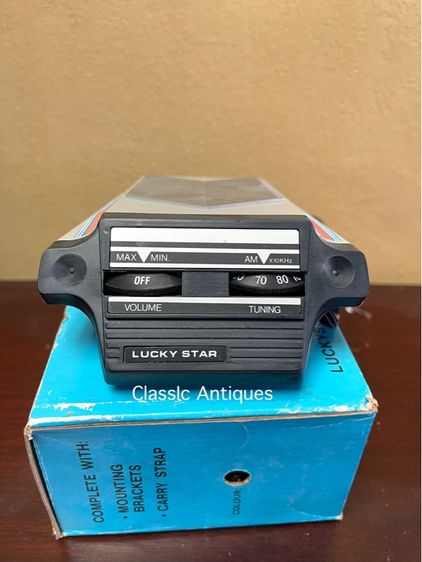 MAX MIN. AM X10KHz
OFF 70 80
VOLUME TUNING
LUCKY STAR
Classic Antiques
COMPLETE WITH:
• MOUNTING
BRACKETS
• CARRY STRAP
COLOUR:
LUCKY